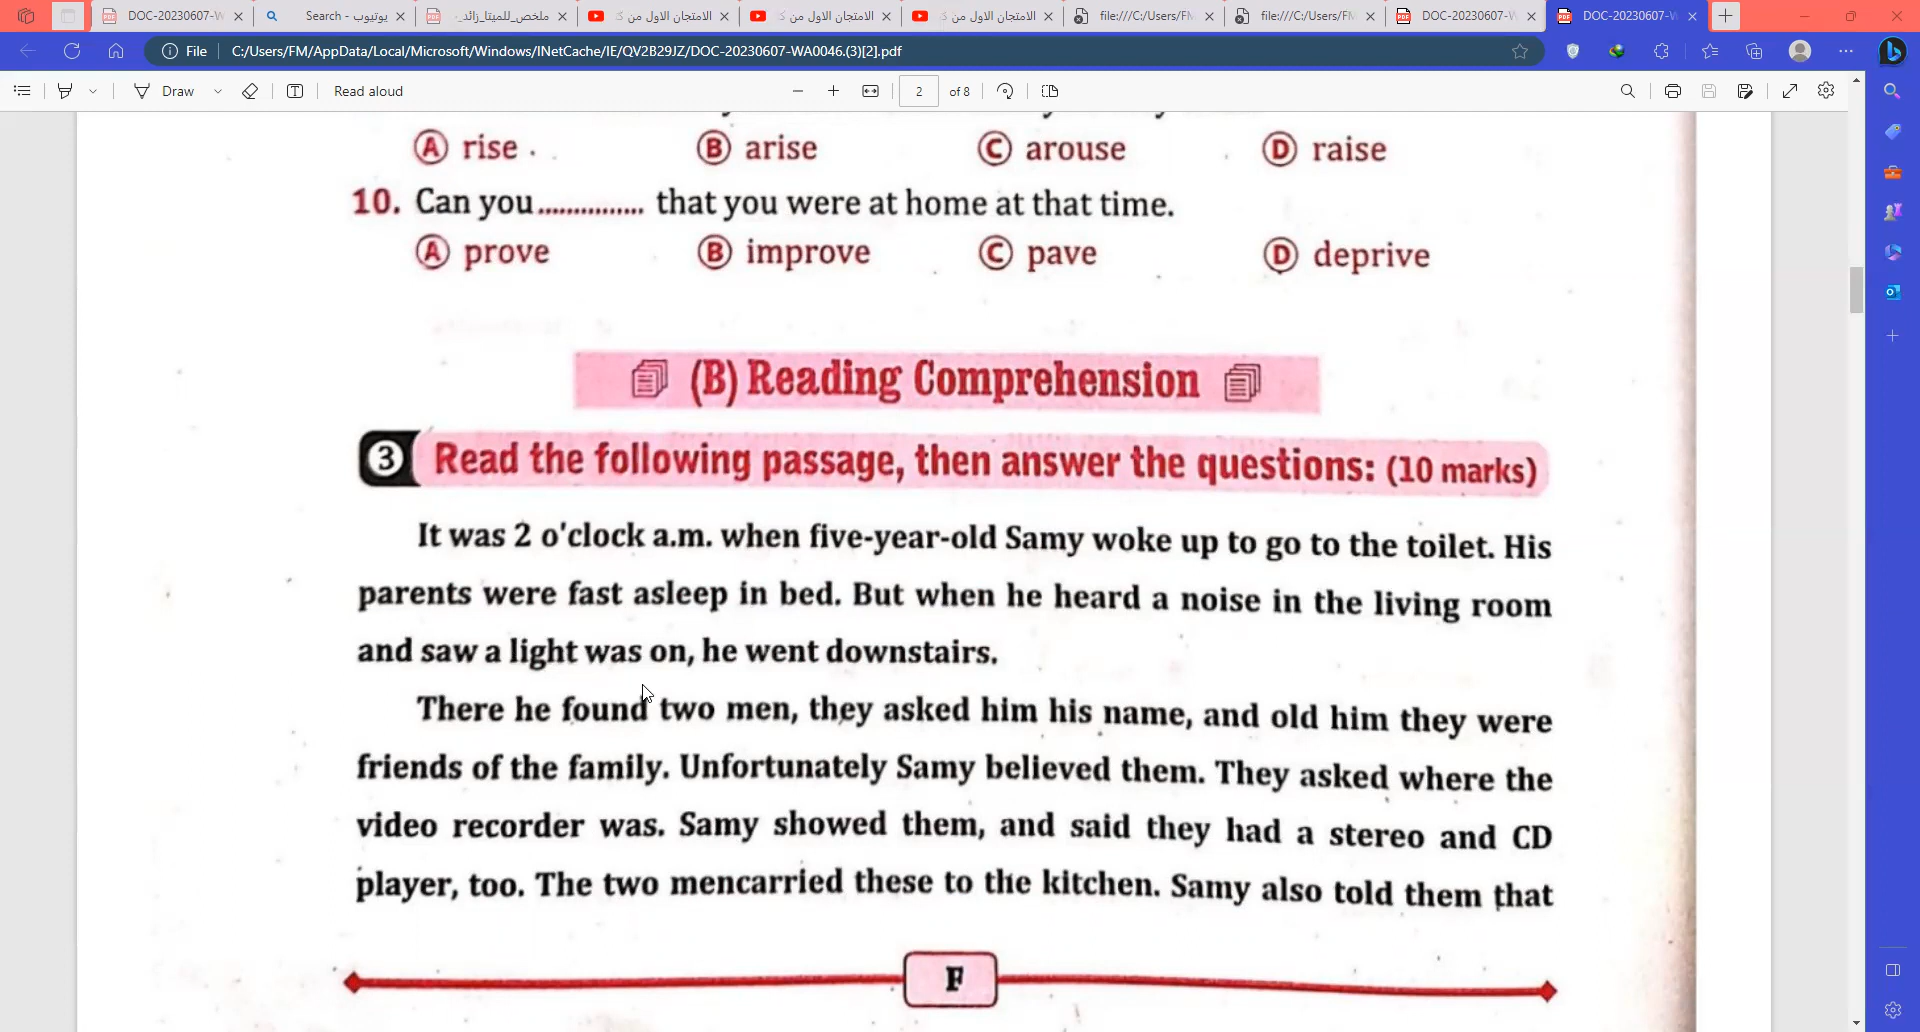 DOC-20230607-W
Search - يوتيوب
ملخص_للميتا_زائد_
الامتحان الاول من ك
الامتحان الاول من ك
الامتحان الاول من ك
file:///C:/Users/FM
file:///C:/Users/FM
DOC-20230607-W
DOC-20230607-W
File
C:/Users/FM/AppData/Local/Microsoft/Windows/INetCache/IE/QV2B29JZ/DOC-20230607-WA0046.(3)[2].pdf
Draw
Read aloud
2 of 8
A rise . B arise C arouse D raise
10. Can you............... that you were at home at that time.
A prove B improve C pave D deprive
(B) Reading Comprehension
3 Read the following passage, then answer the questions: (10 marks)
It was 2 o'clock a.m. when five-year-old Samy woke up to go to the toilet. His
parents were fast asleep in bed. But when he heard a noise in the living room
and saw a light was on, he went downstairs.
There he found two men, they asked him his name, and old him they were
friends of the family. Unfortunately Samy believed them. They asked where the
video recorder was. Samy showed them, and said they had a stereo and CD
player, too. The two mencarried these to the kitchen. Samy also told them that
F